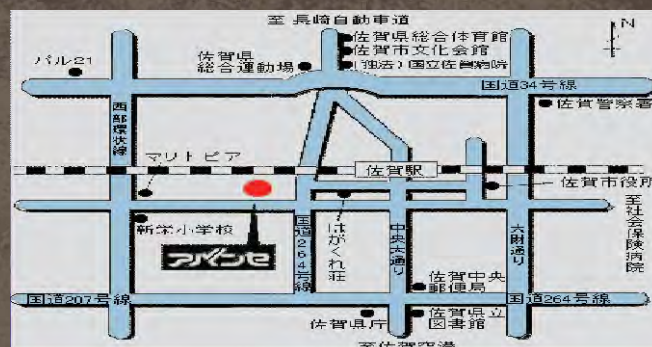 至 長崎自動車道
N
佐賀県総合体育館
佐賀市文化会館
(独法)国立佐賀病院
佐賀県
総合運動場
パル21
国道34号線
佐賀警察署
西部環状線
マリトピア
佐賀駅
佐賀市役所
至社会保険病院
新栄小学校
アバンセ
国道264号線
はがくれ荘
中央大通り
六財通り
佐賀中央
郵便局
国道207号線
国道264号線
佐賀県庁
佐賀県立
図書館
至佐賀空港